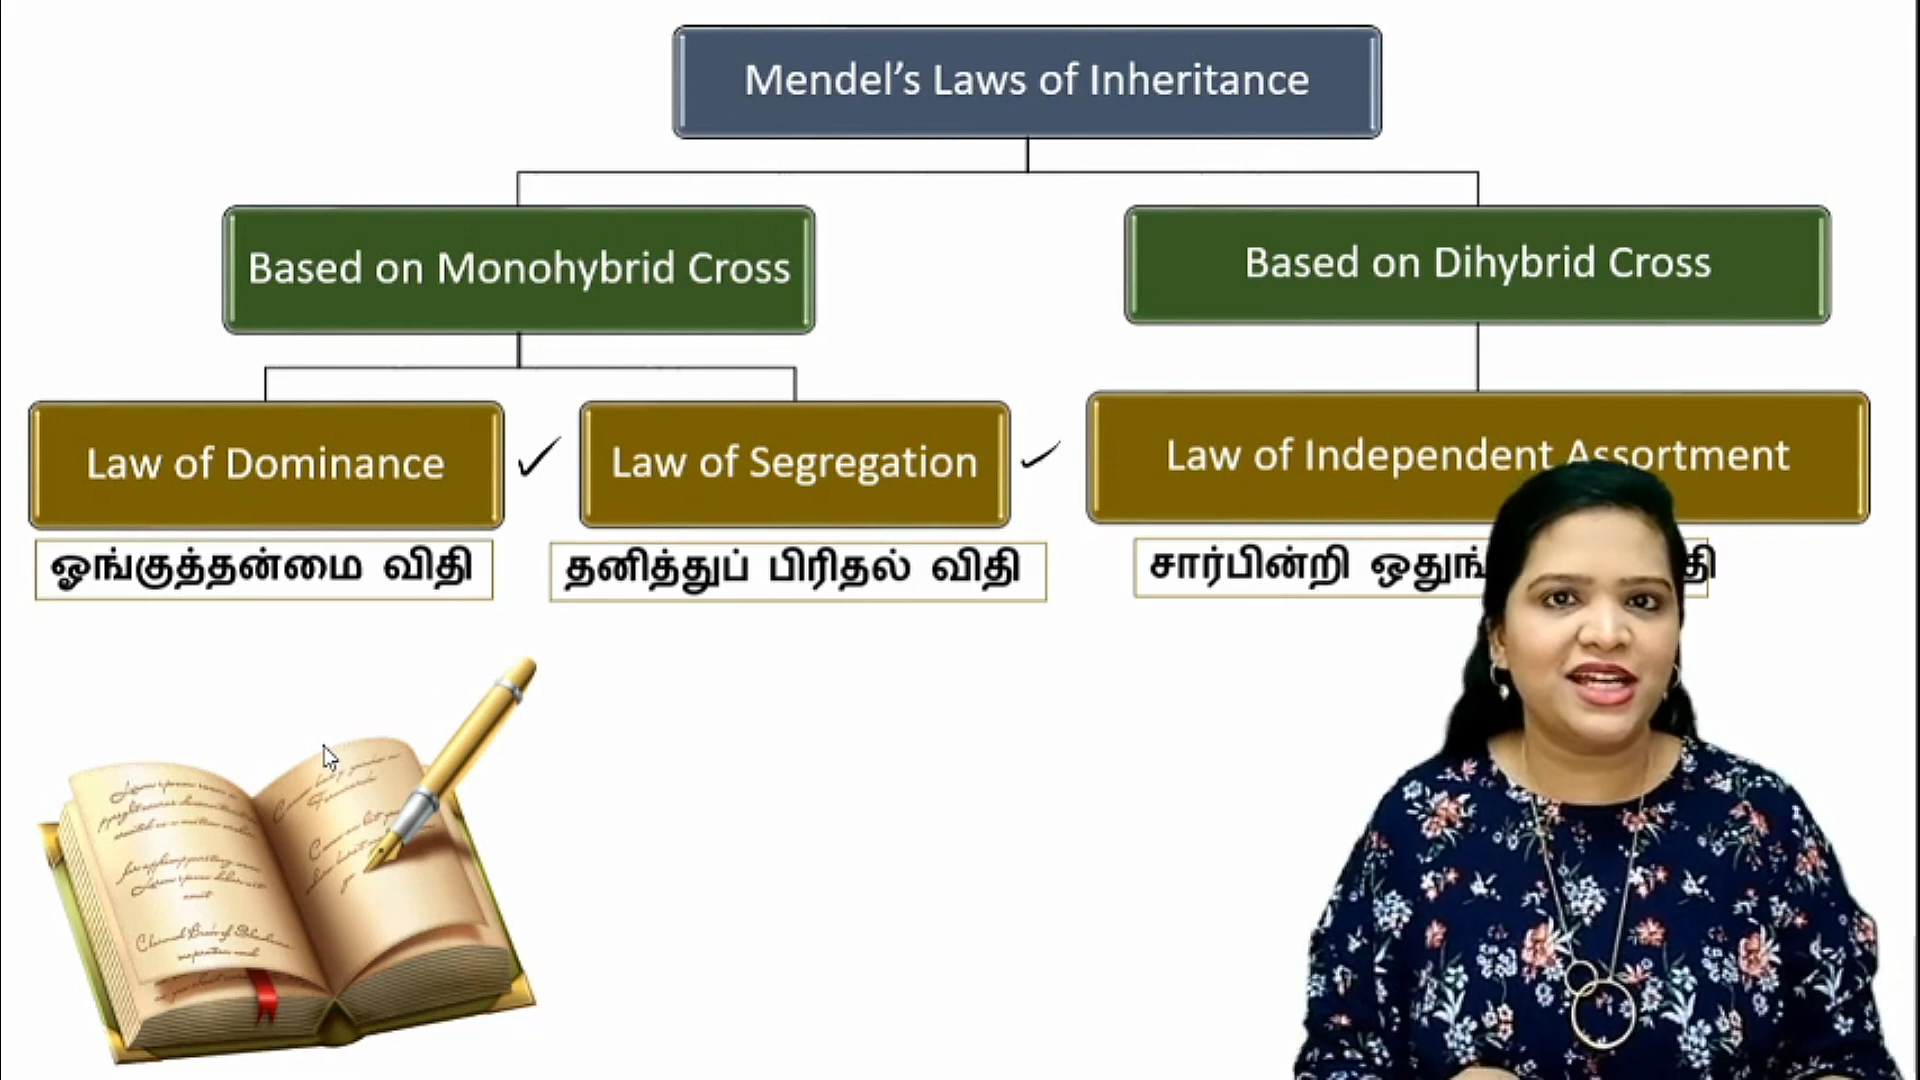 Mendel’s Laws of Inheritance
Based on Monohybrid Cross
Based on Dihybrid Cross
Law of Dominance
Law of Segregation
Law of Independent Assortment
ஓங்குத்தன்மை விதி
தனித்துப் பிரிதல் விதி
சார்பின்றி